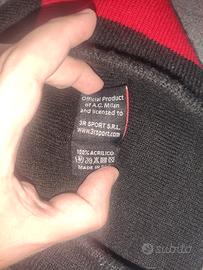 Official Product
of A.C. Milan
and licensed to
3R SPORT S.R.L.
www.3rsport.com
100% ACRILICO
MADE IN
subito